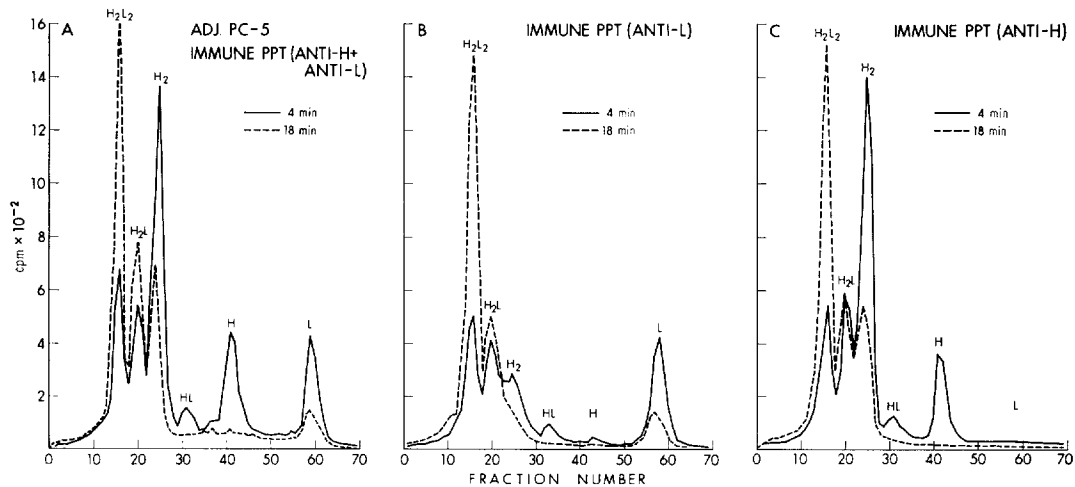 A
ADJ. PC-5
IMMUNE PPT (ANTI-H+
ANTI-L)
4 min
18 min
H2L2
H2L
H2
HL
H
L
cpm × 10-2
16
14
12
10
8
6
4
2
0 10 20 30 40 50 60 70
B
IMMUNE PPT (ANTI-L)
4 min
18 min
H2L2
H2L
H2
HL
H
L
0 10 20 30 40 50 60 70
C
IMMUNE PPT (ANTI-H)
4 min
18 min
H2L2
H2L
H2
HL
H
L
0 10 20 30 40 50 60 70
FRACTION NUMBER